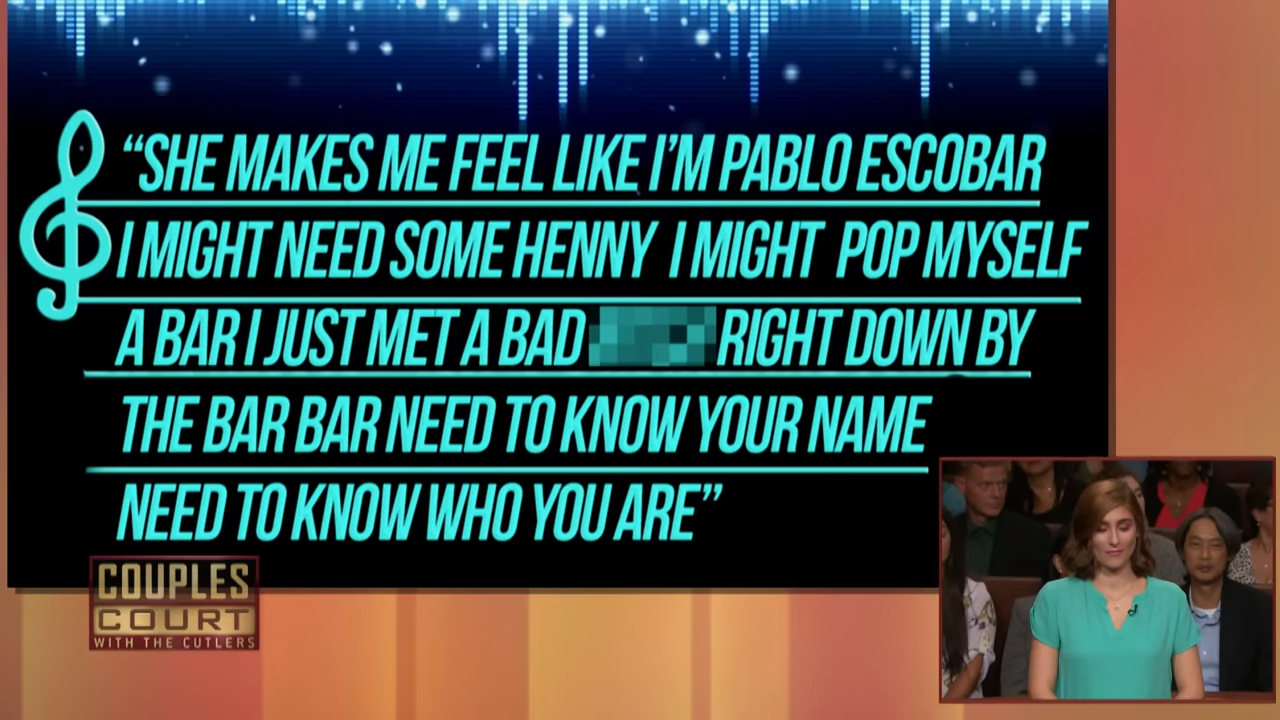 “SHE MAKES ME FEEL LIKE I’M PABLO ESCOBAR
I MIGHT NEED SOME HENNY I MIGHT POP MYSELF
A BAR I JUST MET A BAD RIGHT DOWN BY
THE BAR BAR NEED TO KNOW YOUR NAME
NEED TO KNOW WHO YOU ARE”
COUPLES
COURT
WITH THE CUTLERS